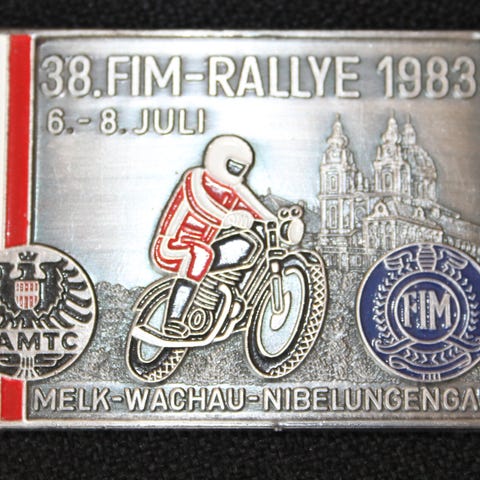 38.FIM-RALLYE 1983
6.-8. JULI
AMTC
FIM
MELK-WACHAU-NIBELUNGENGA